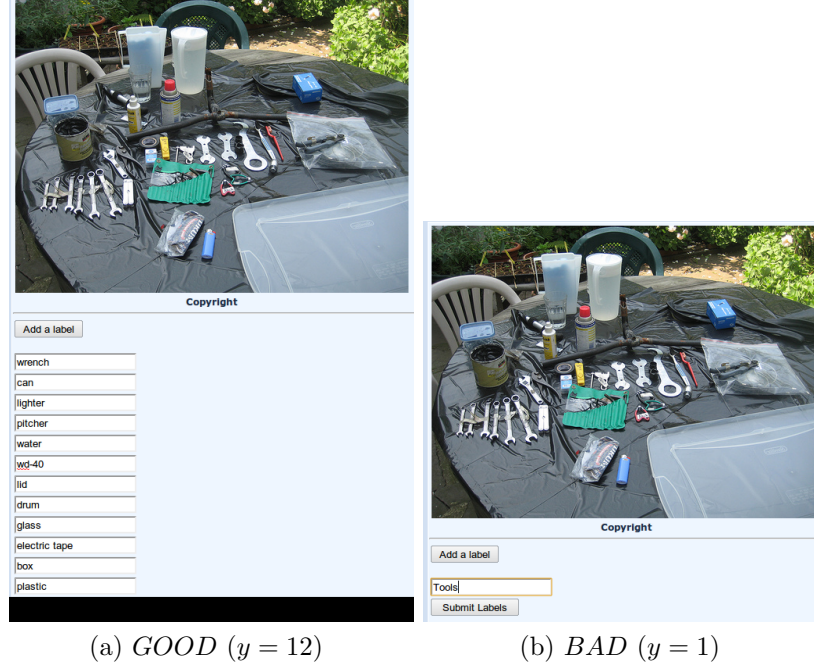 Copyright
Add a label
wrench
can
lighter
pitcher
water
wd-40
lid
drum
glass
electric tape
box
plastic
(a) GOOD (y = 12)
Copyright
Add a label
Tools
Submit Labels
(b) BAD (y = 1)